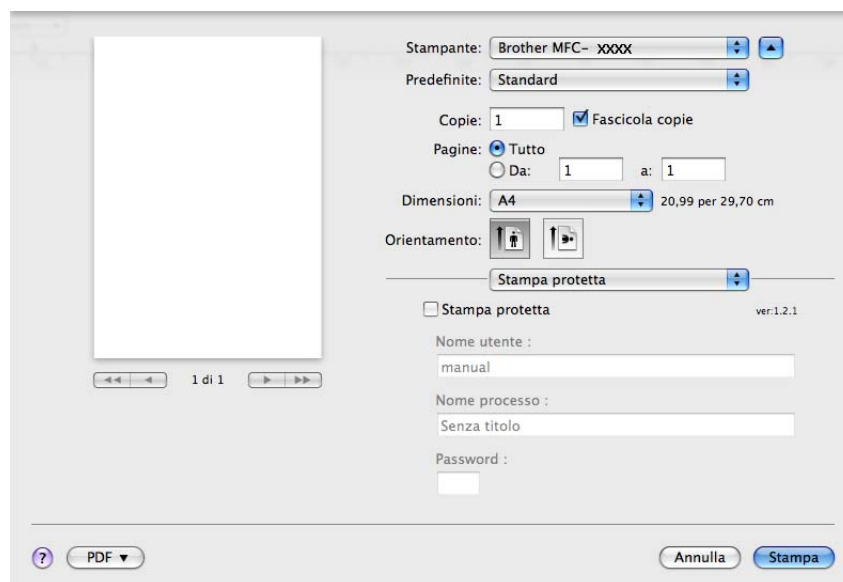 Stampante: Brother MFC- XXXX
Predefinite: Standard
Copie: 1 Fascicola copie
Pagine: Tutto
Da: 1 a: 1
Dimensioni: A4 20,99 per 29,70 cm
Orientamento:
Stampa protetta
Stampa protetta ver:1.2.1
Nome utente :
manual
1 di 1
Nome processo :
Senza titolo
Password :
? PDF Annulla Stampa